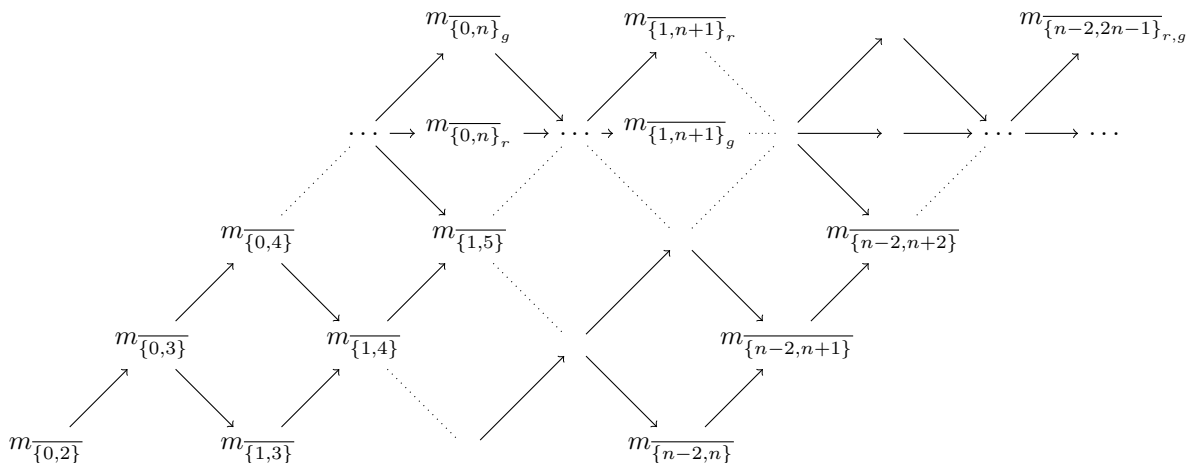 m_{\overline{\{0,n\}}_g} m_{\overline{\{1,n+1\}}_r} m_{\overline{\{n-2,2n-1\}}_{r,g}}
... m_{\overline{\{0,n\}}_r} ... m_{\overline{\{1,n+1\}}_g} ... ...
m_{\overline{\{0,4\}}} m_{\overline{\{1,5\}}} m_{\overline{\{n-2,n+2\}}}
m_{\overline{\{0,3\}}} m_{\overline{\{1,4\}}} m_{\overline{\{n-2,n+1\}}}
m_{\overline{\{0,2\}}} m_{\overline{\{1,3\}}} m_{\overline{\{n-2,n\}}}